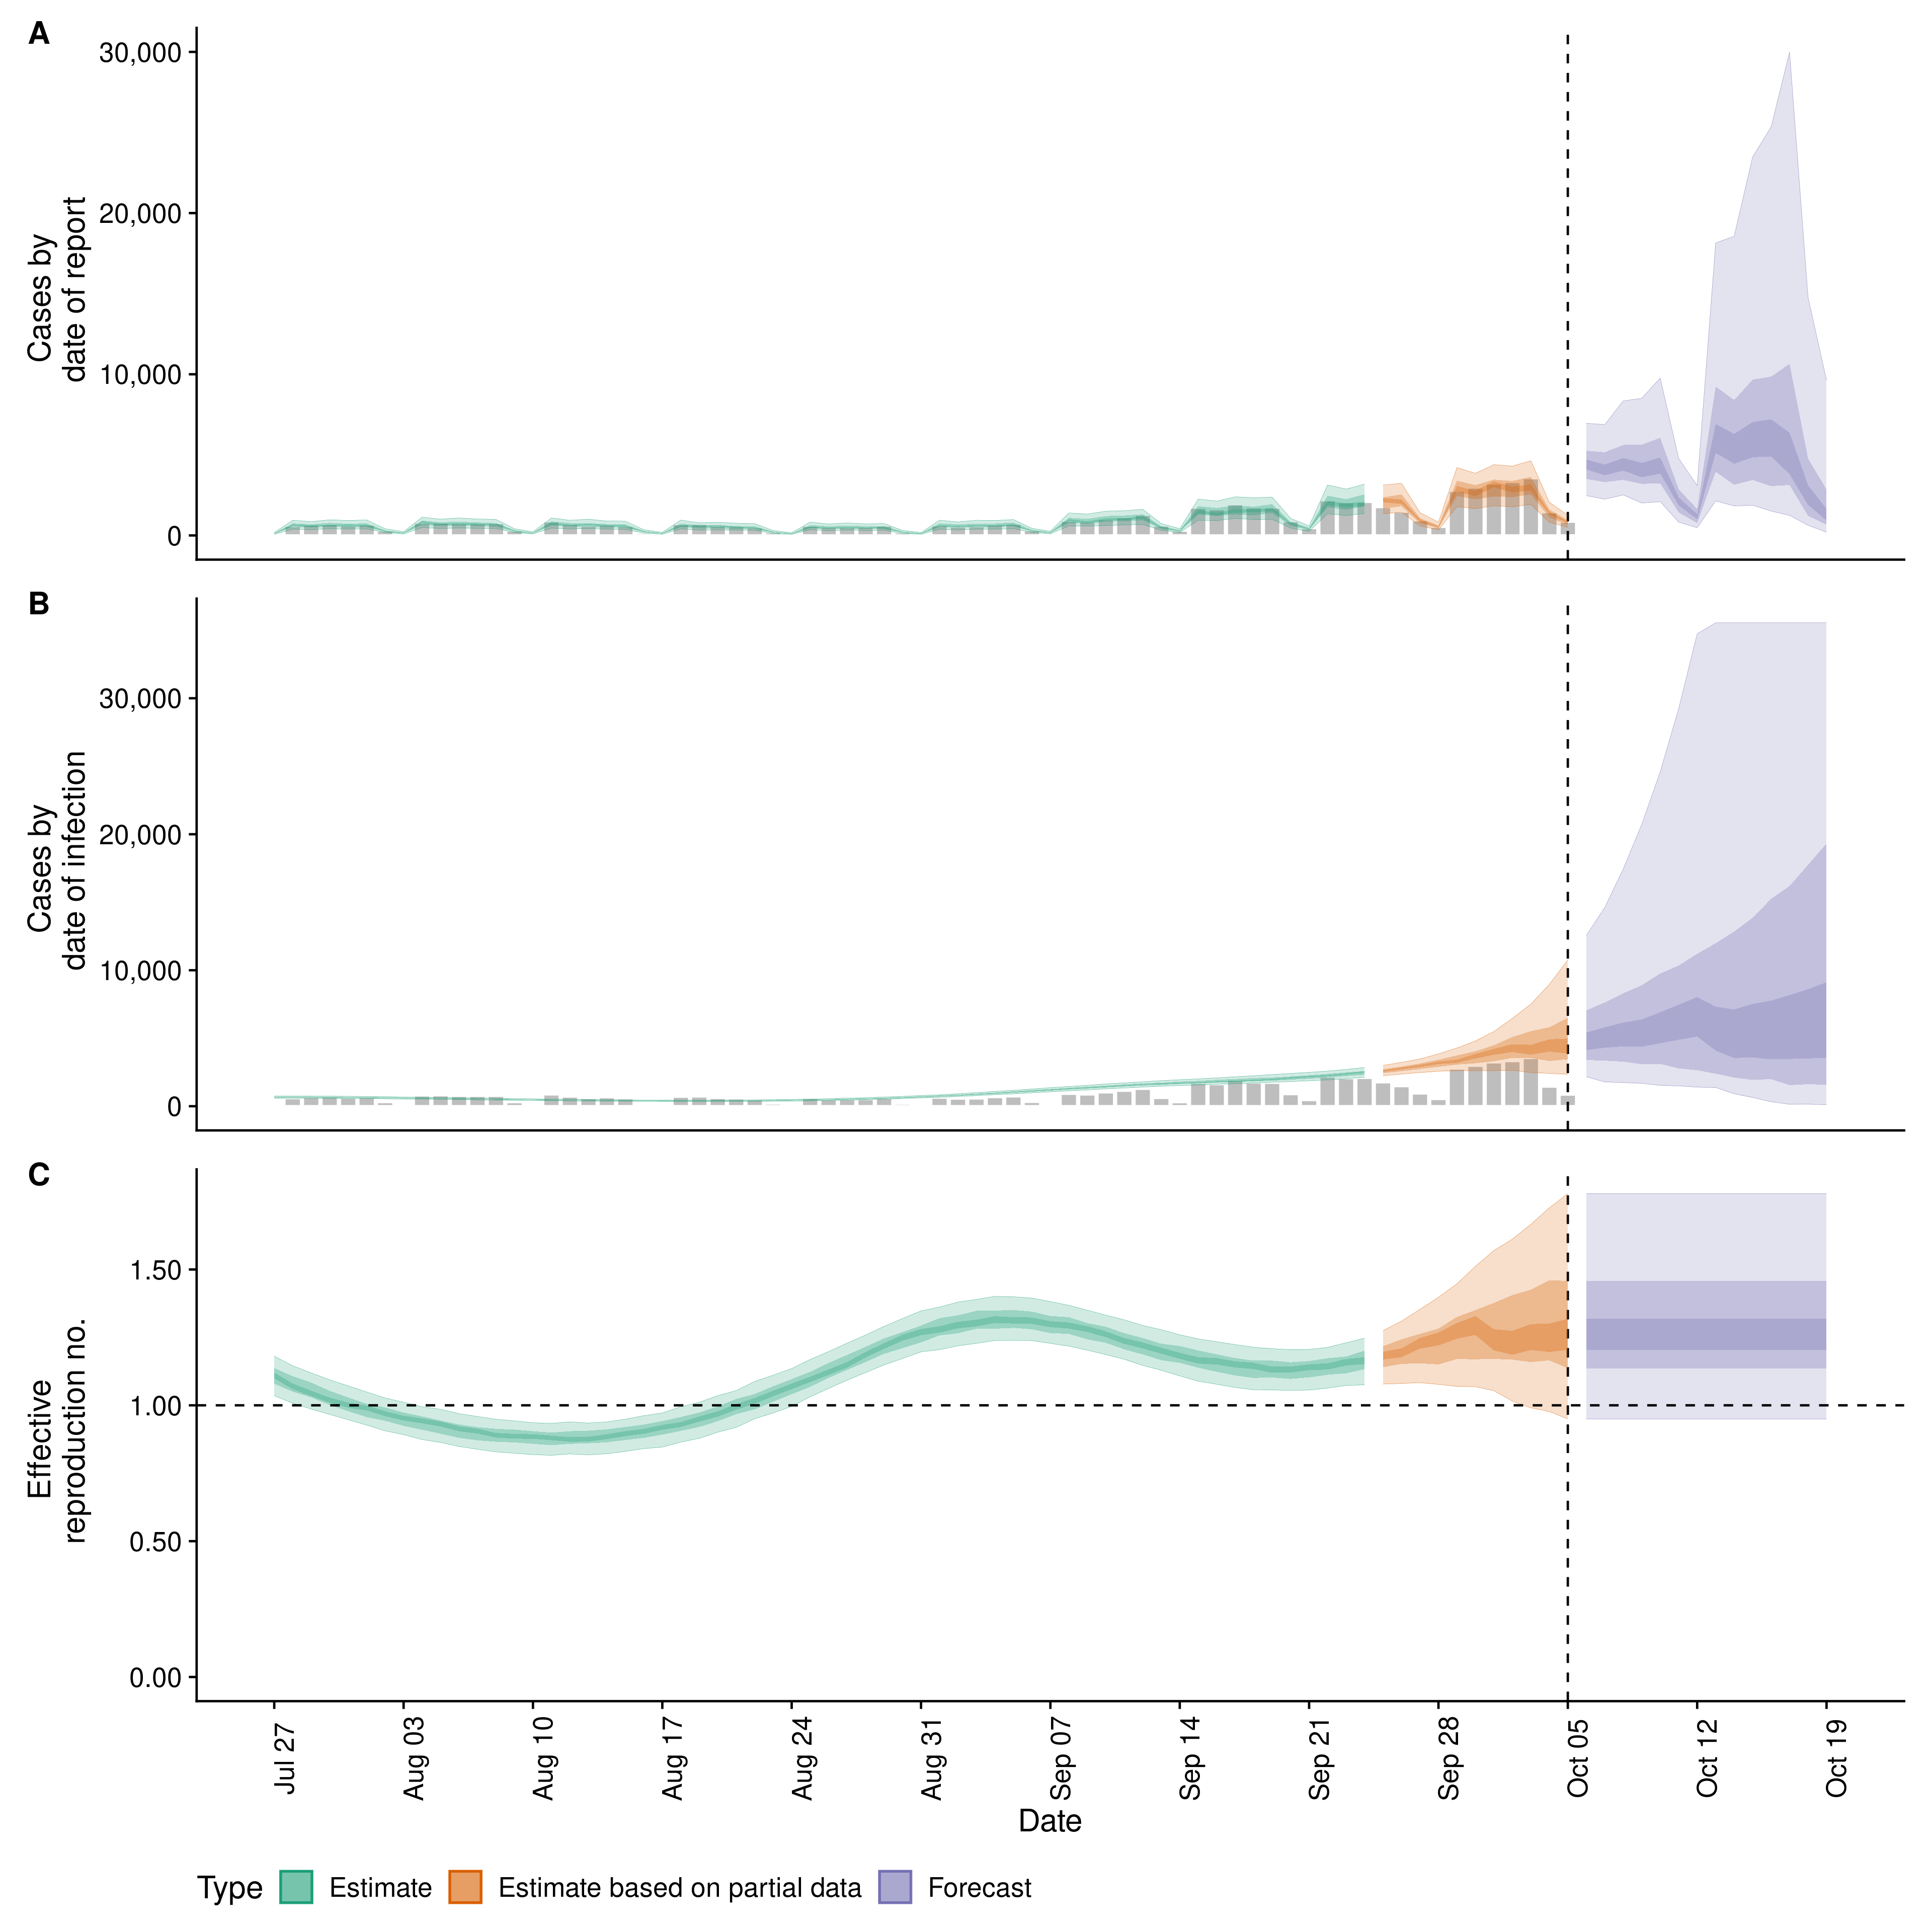 A
Cases by
date of report
30,000
20,000
10,000
0
B
Cases by
date of infection
30,000
20,000
10,000
0
C
Effective
reproduction no.
1.50
1.00
0.50
0.00
Jul 27
Aug 03
Aug 10
Aug 17
Aug 24
Aug 31
Sep 07
Sep 14
Sep 21
Sep 28
Oct 05
Oct 12
Oct 19
Date
Type Estimate Estimate based on partial data Forecast